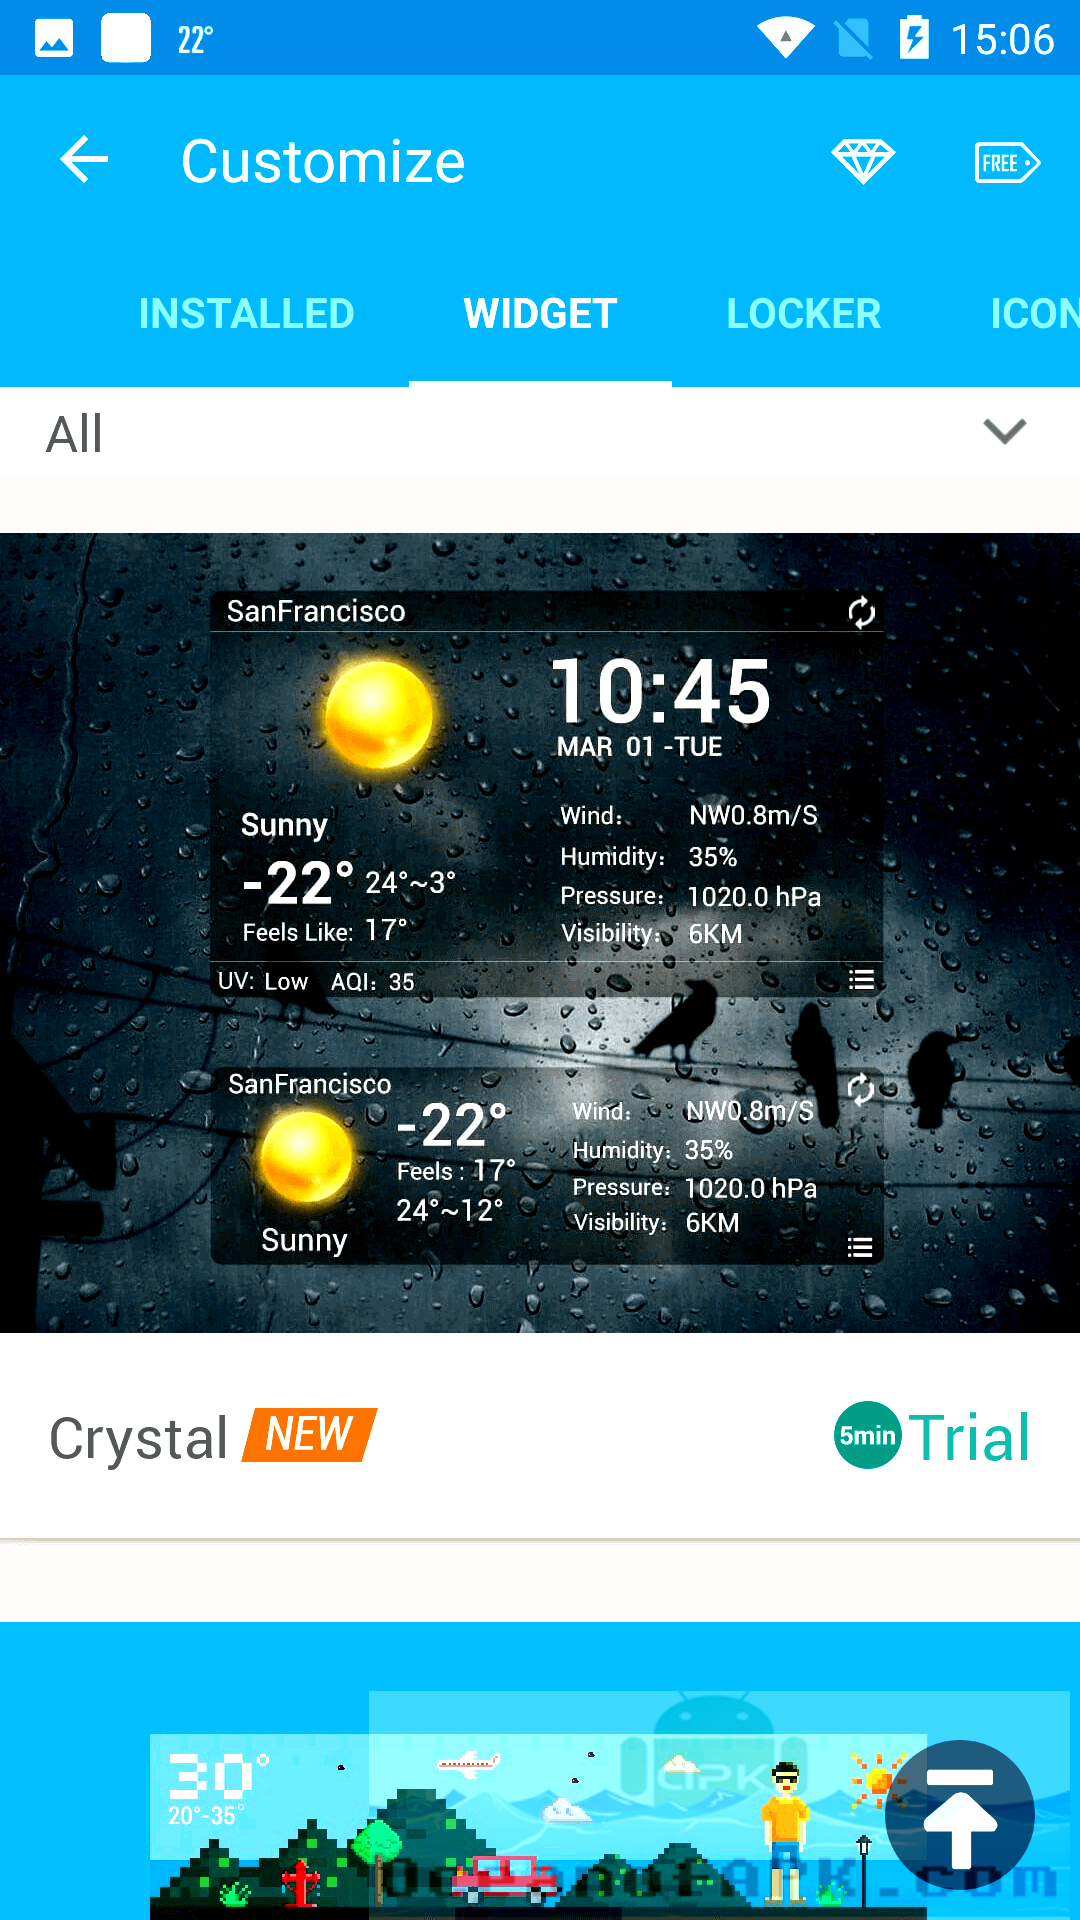 22° 15:06
Customize FREE
INSTALLED WIDGET LOCKER ICON
All
SanFrancisco
10:45
MAR 01 -TUE
Sunny
-22° 24°~3°
Feels Like: 17°
Wind: NW0.8m/S
Humidity: 35%
Pressure: 1020.0 hPa
Visibility: 6KM
UV: Low AQI: 35
SanFrancisco
-22°
Feels : 17°
24°~12°
Sunny
Wind: NW0.8m/S
Humidity: 35%
Pressure: 1020.0 hPa
Visibility: 6KM
Crystal NEW 5min Trial
30°
20°-35°
APK